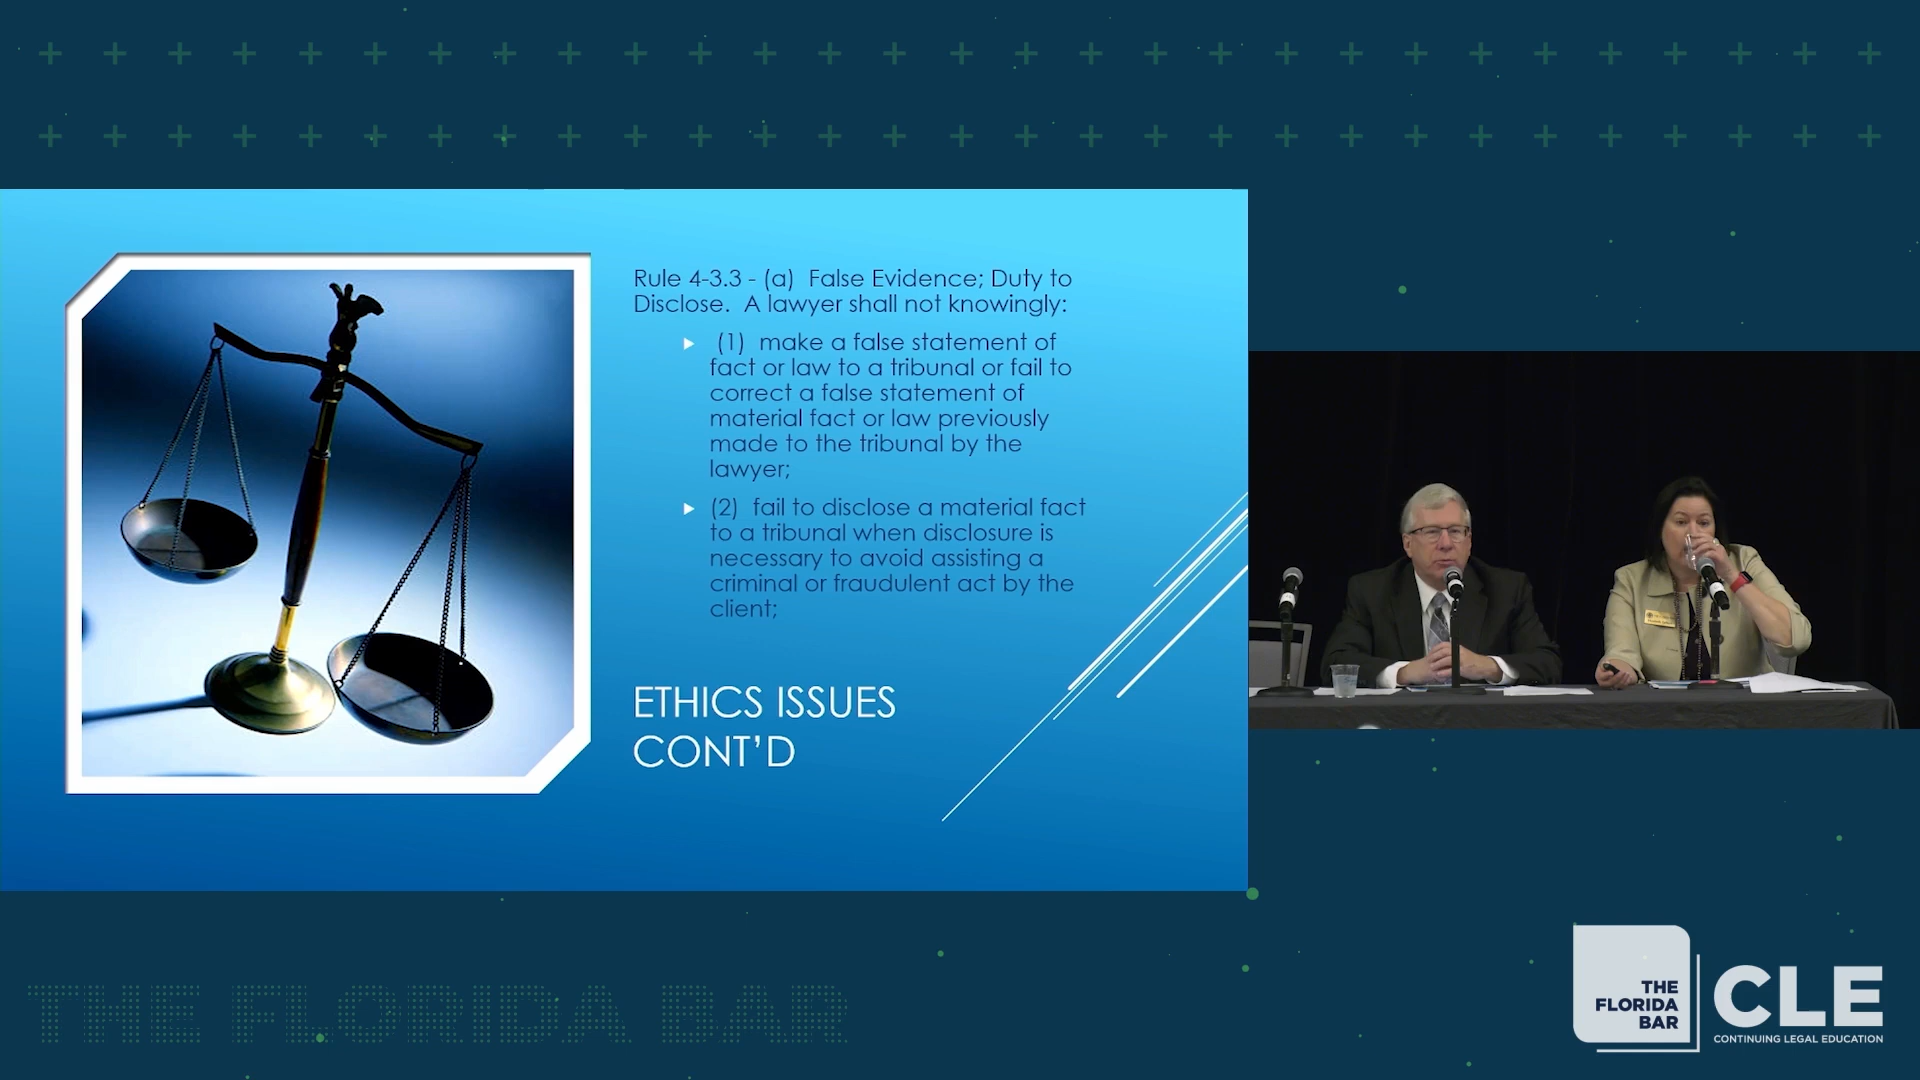 Rule 4-3.3 - (a) False Evidence; Duty to
Disclose. A lawyer shall not knowingly:
(1) make a false statement of
fact or law to a tribunal or fail to
correct a false statement of
material fact or law previously
made to the tribunal by the
lawyer;
(2) fail to disclose a material fact
to a tribunal when disclosure is
necessary to avoid assisting a
criminal or fraudulent act by the
client;
ETHICS ISSUES
CONT'D
THE FLORIDA BAR
THE
FLORIDA
BAR
CLE
CONTINUING LEGAL EDUCATION